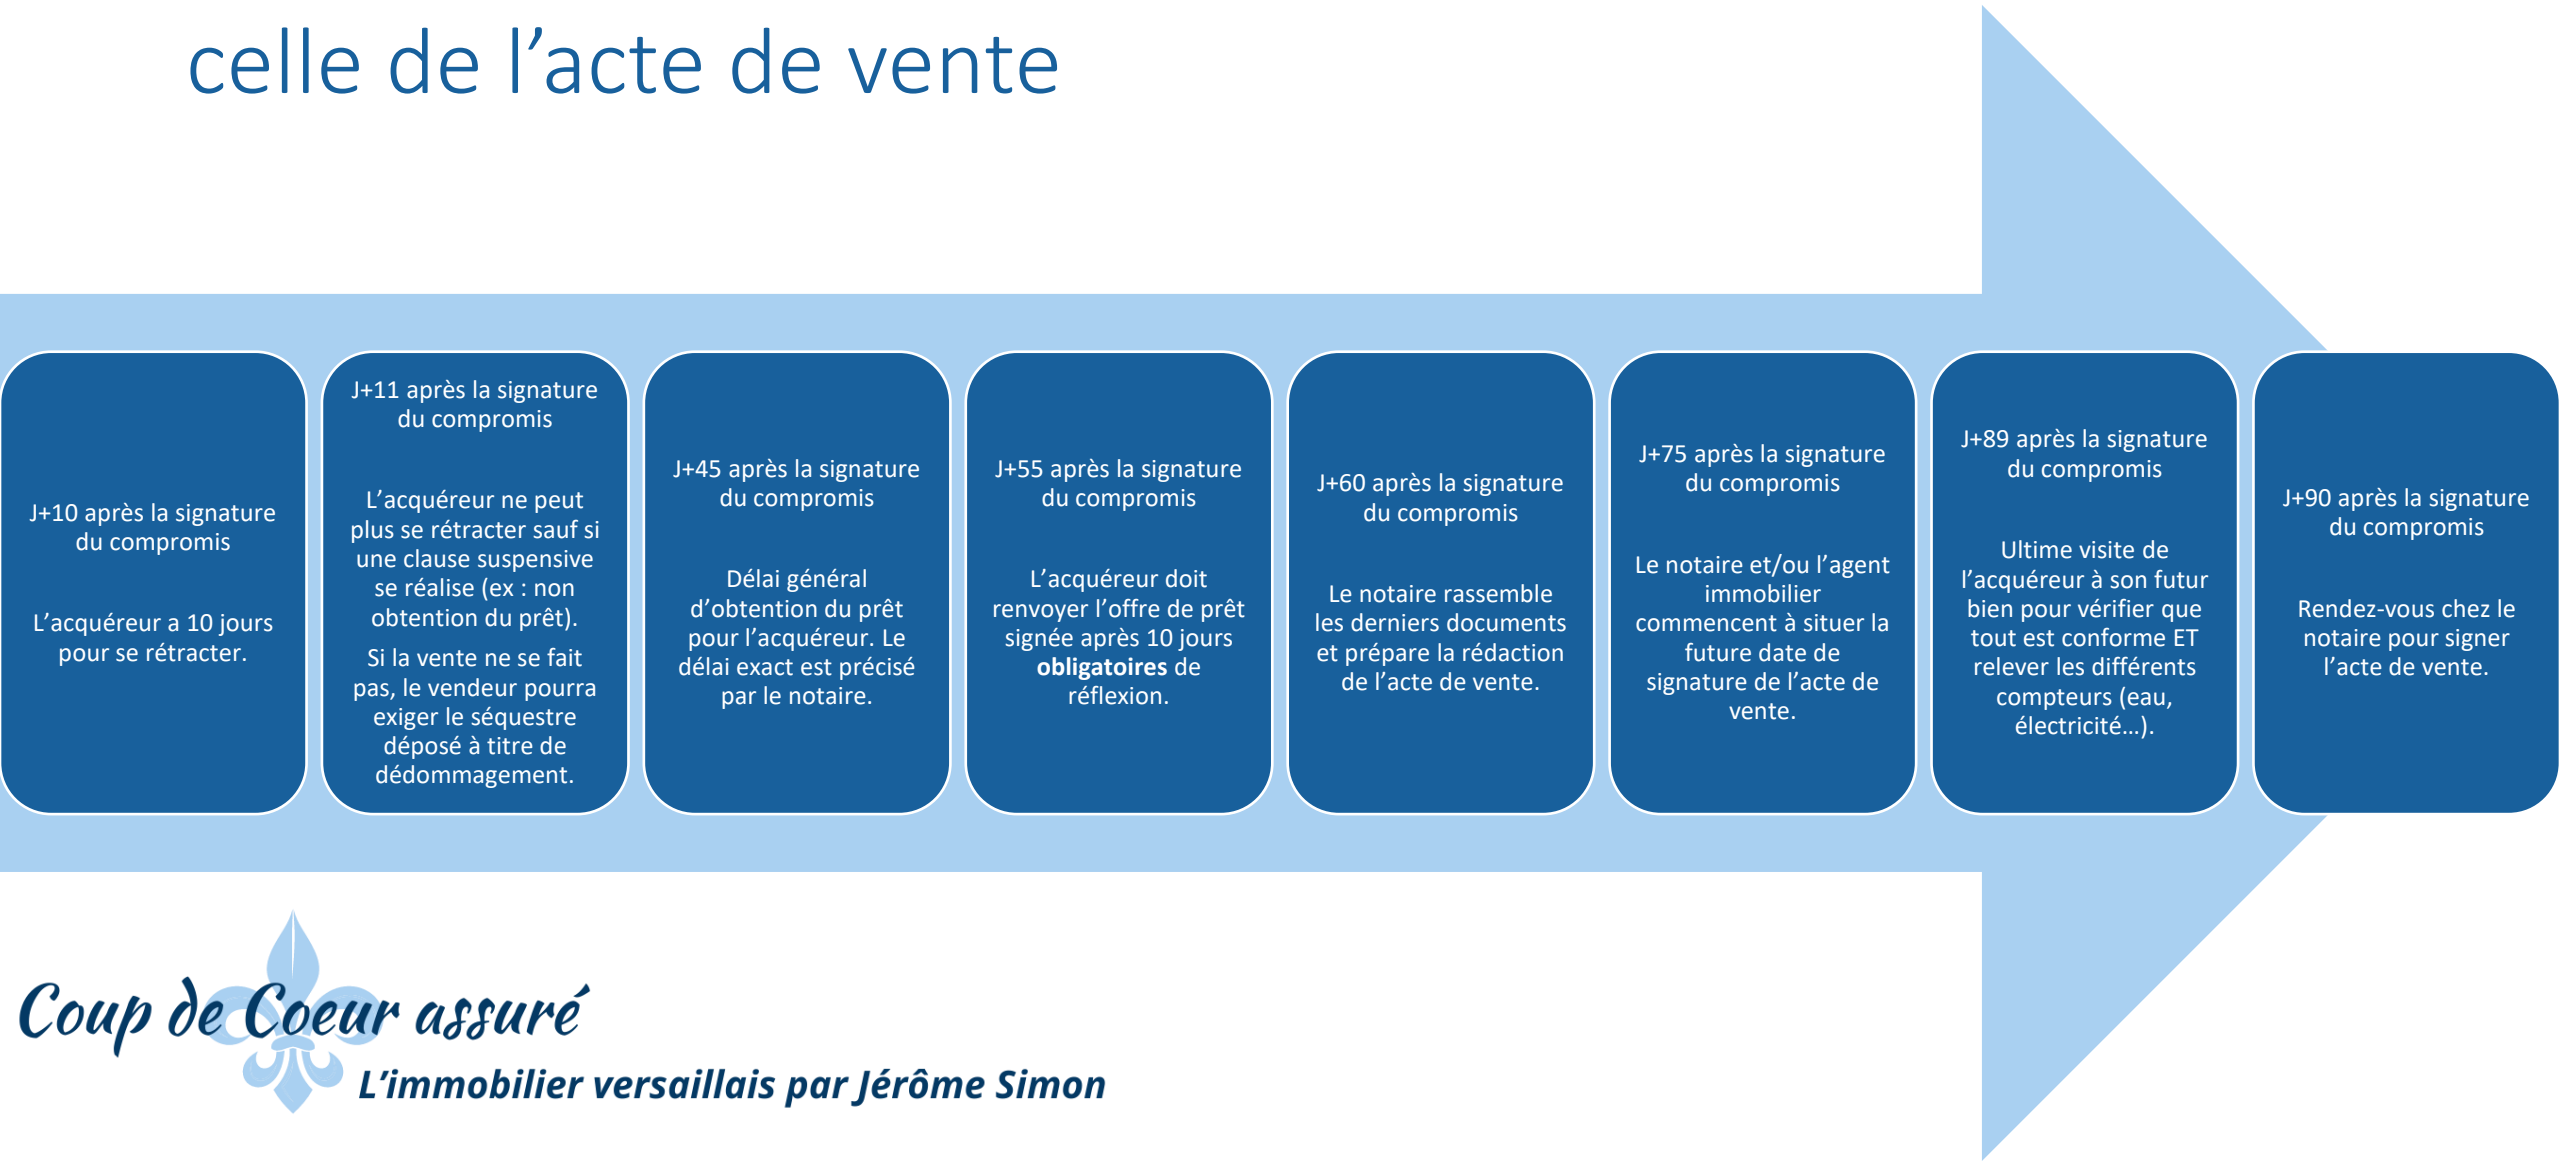 celle de l’acte de vente
J+10 après la signature
du compromis
L’acquéreur a 10 jours
pour se rétracter.
J+11 après la signature
du compromis
L’acquéreur ne peut
plus se rétracter sauf si
une clause suspensive
se réalise (ex : non
obtention du prêt).
Si la vente ne se fait
pas, le vendeur pourra
exiger le séquestre
déposé à titre de
dédommagement.
J+45 après la signature
du compromis
Délai général
d’obtention du prêt
pour l’acquéreur. Le
délai exact est précisé
par le notaire.
J+55 après la signature
du compromis
L’acquéreur doit
renvoyer l’offre de prêt
signée après 10 jours
obligatoires de
réflexion.
J+60 après la signature
du compromis
Le notaire rassemble
les derniers documents
et prépare la rédaction
de l’acte de vente.
J+75 après la signature
du compromis
Le notaire et/ou l’agent
immobilier
commencent à situer la
future date de
signature de l’acte de
vente.
J+89 après la signature
du compromis
Ultime visite de
l’acquéreur à son futur
bien pour vérifier que
tout est conforme ET
relever les différents
compteurs (eau,
électricité…).
J+90 après la signature
du compromis
Rendez-vous chez le
notaire pour signer
l’acte de vente.
Coup de Coeur assuré
L’immobilier versaillais par Jérôme Simon